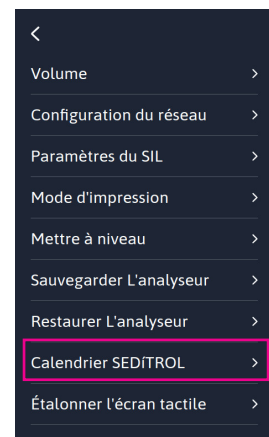 Volume
Configuration du réseau
Paramètres du SIL
Mode d'impression
Mettre à niveau
Sauvegarder L'analyseur
Restaurer L'analyseur
Calendrier SEDíTROL
Étalonner l'écran tactile